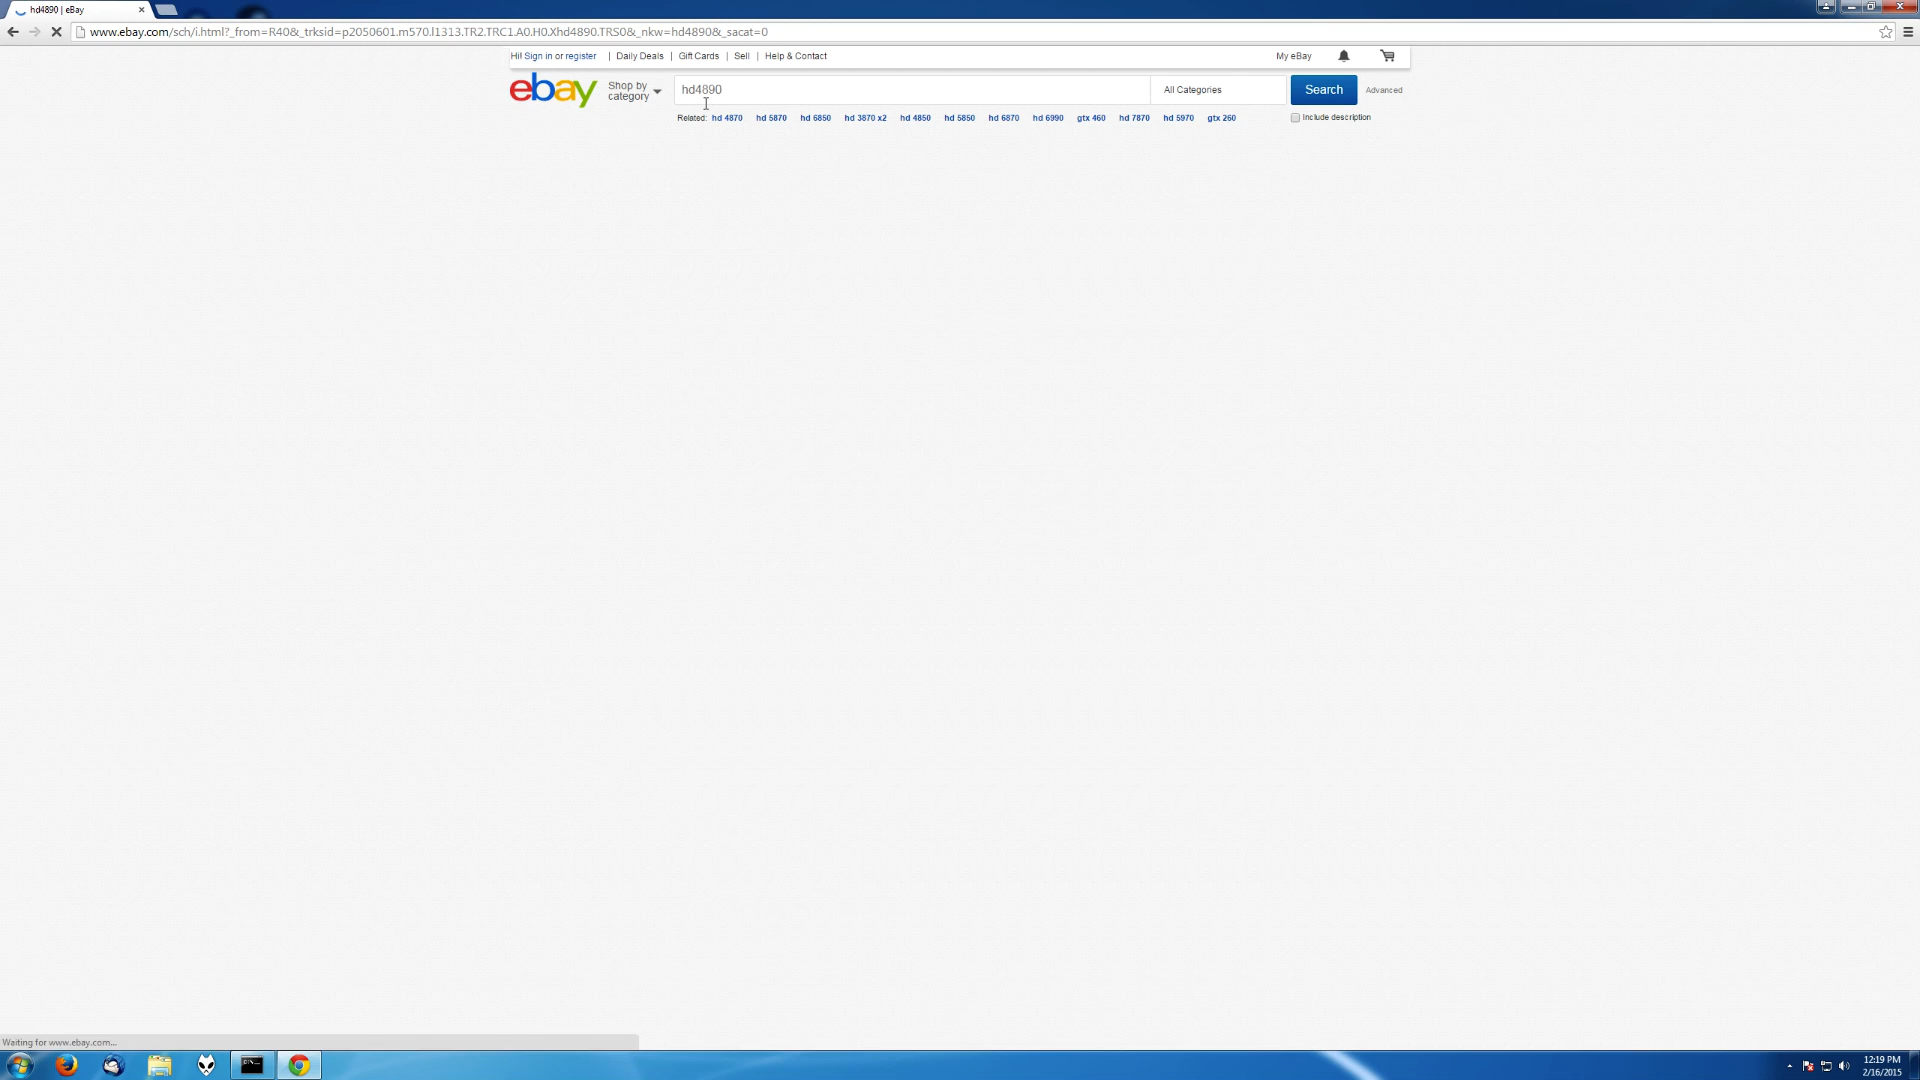 hd4890 | eBay
www.ebay.com/sch/i.html?_from=R40&_trksid=p2050601.m570.l1313.TR2.TRC1.A0.H0.Xhd4890.TRS0&_nkw=hd4890&_sacat=0
Hi! Sign in or register | Daily Deals | Gift Cards | Sell | Help & Contact My eBay
ebay Shop by category hd4890 All Categories Search Advanced
Related: hd 4870 hd 5870 hd 6850 hd 3870 x2 hd 4850 hd 5850 hd 6870 hd 6990 gtx 460 hd 7870 hd 5970 gtx 260 Include description
Waiting for www.ebay.com...
12:19 PM
2/16/2015